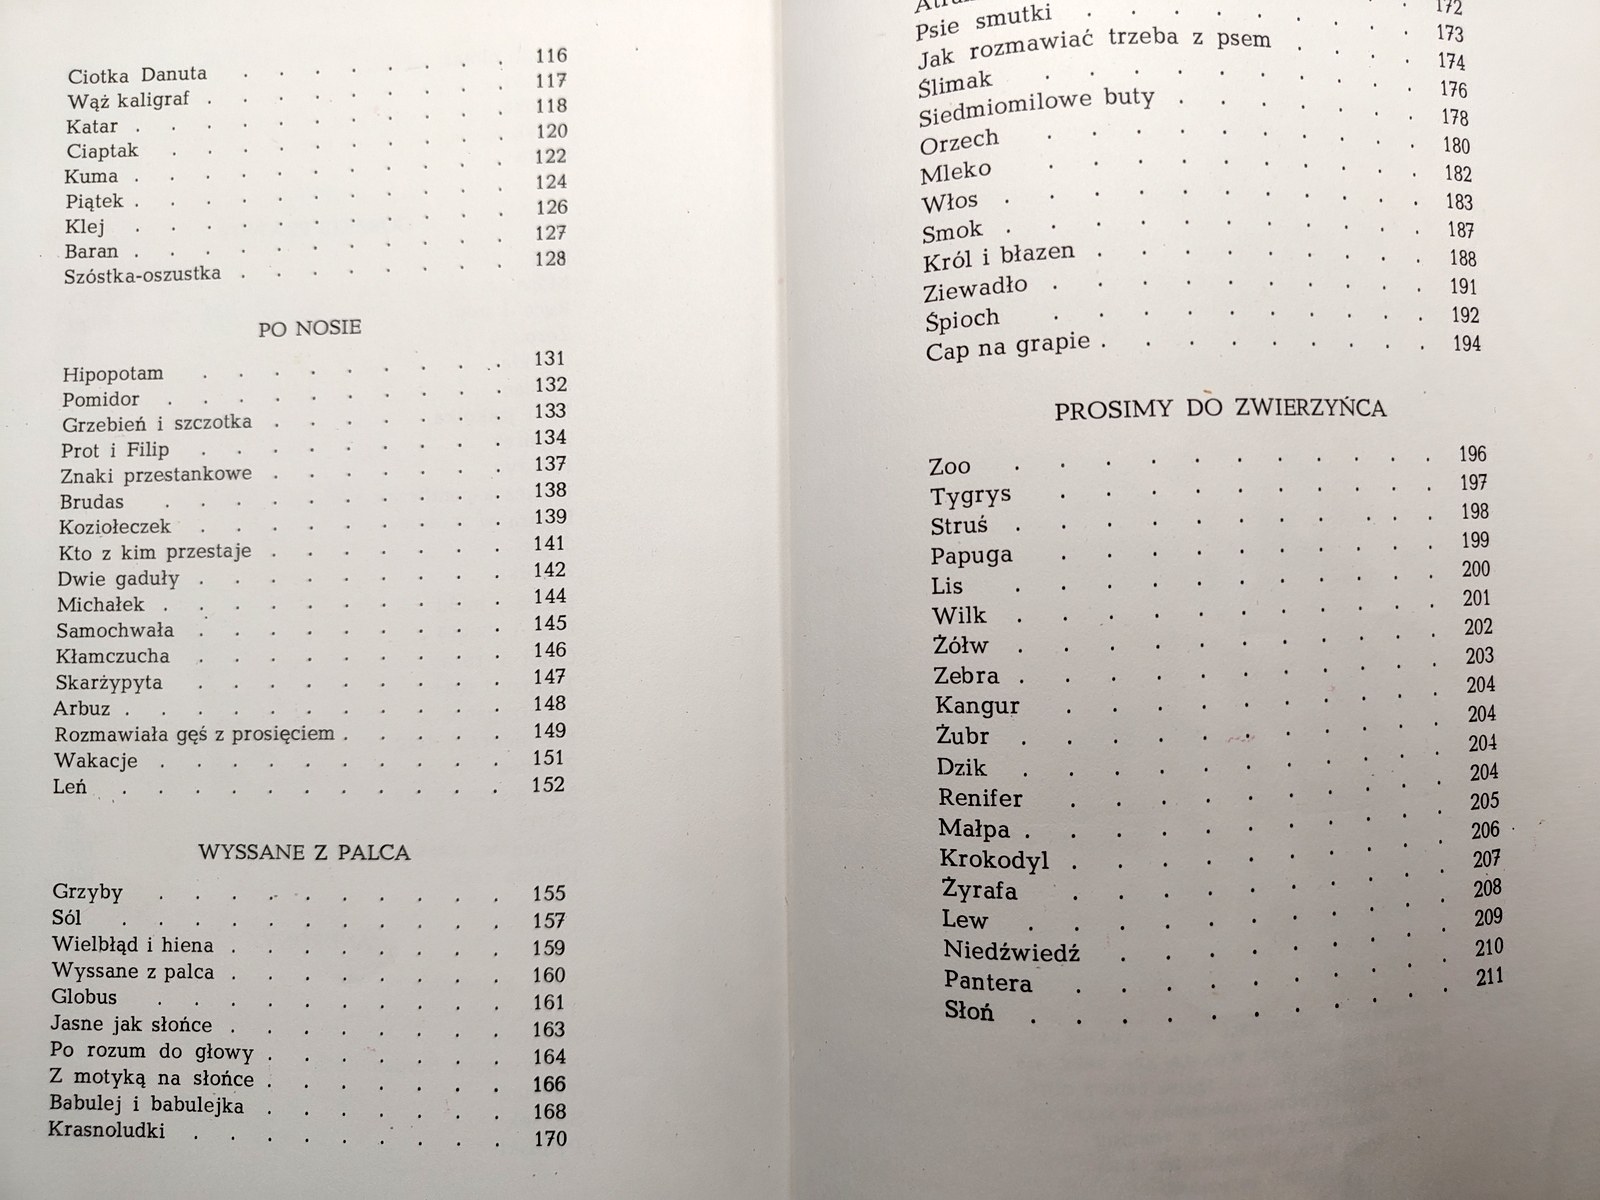 Ciotka Danuta . . . . . . . . 116
Wąż kaligraf . . . . . . . . . 117
Katar . . . . . . . . . . . 118
Ciaptak . . . . . . . . . . 120
Kuma . . . . . . . . . . . 122
Piątek . . . . . . . . . . . 124
Klej . . . . . . . . . . . 126
Baran . . . . . . . . . . . 127
Szóstka-oszustka . . . . . . . . 128
PO NOSIE
Hipopotam . . . . . . . . . 131
Pomidor . . . . . . . . . . 132
Grzebień i szczotka . . . . . . . 133
Prot i Filip . . . . . . . . . 134
Znaki przestankowe . . . . . . . 137
Brudas . . . . . . . . . . 138
Koziołeczek . . . . . . . . . 139
Kto z kim przestaje . . . . . . . 141
Dwie gaduły . . . . . . . . . 142
Michałek . . . . . . . . . . 144
Samochwała . . . . . . . . . 145
Kłamczucha . . . . . . . . . 146
Skarżypyta . . . . . . . . . 147
Arbuz . . . . . . . . . . . 148
Rozmawiała gęś z prosięciem . . . . . 149
Wakacje . . . . . . . . . . 151
Leń . . . . . . . . . . . 152
WYSSANE Z PALCA
Grzyby . . . . . . . . . . 155
Sól . . . . . . . . . . . 157
Wielbłąd i hiena . . . . . . . . 159
Wyssane z palca . . . . . . . . 160
Globus . . . . . . . . . . 161
Jasne jak słońce . . . . . . . . 163
Po rozum do głowy . . . . . . . 164
Z motyką na słońce . . . . . . . 166
Babulej i babulejka . . . . . . . 168
Krasnoludki . . . . . . . . . 170
172
Psie smutki . . . . . . . . 173
Jak rozmawiać trzeba z psem . . . . 174
Ślimak . . . . . . . . . 176
Siedmiomilowe buty . . . . . . 178
Orzech . . . . . . . . . 180
Mleko . . . . . . . . . 182
Włos . . . . . . . . . . 183
Smok . . . . . . . . . . 187
Król i błazen . . . . . . . . 188
Ziewadło . . . . . . . . . 191
Śpioch . . . . . . . . . 192
Cap na grapie . . . . . . . . 194
PROSIMY DO ZWIERZYŃCA
Zoo . . . . . . . . . . 196
Tygrys . . . . . . . . . 197
Struś . . . . . . . . . . 198
Papuga . . . . . . . . . 199
Lis . . . . . . . . . . 200
Wilk . . . . . . . . . . 201
Żółw . . . . . . . . . . 202
Zebra . . . . . . . . . . 203
Kangur . . . . . . . . . 204
Żubr . . . . . . . . . . 204
Dzik . . . . . . . . . . 204
Renifer . . . . . . . . . 204
Małpa . . . . . . . . . . 205
Krokodyl . . . . . . . . . 206
Żyrafa . . . . . . . . . 207
Lew . . . . . . . . . . 208
Niedźwiedź . . . . . . . . 209
Pantera . . . . . . . . . 210
Słoń . . . . . . . . . . 211